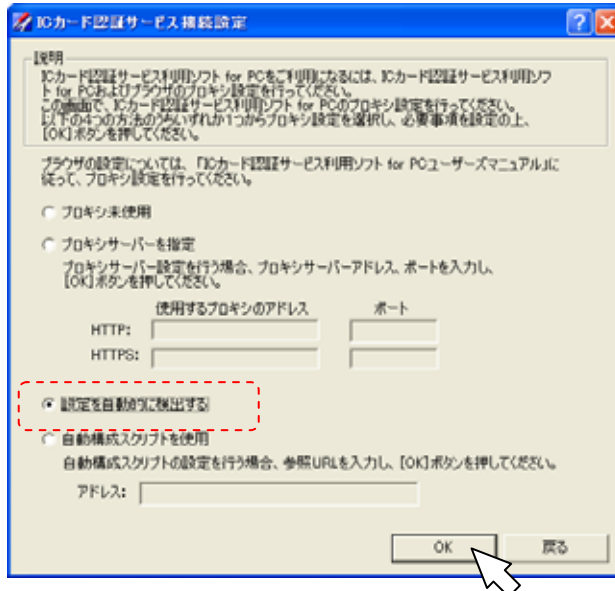 ICカード認証サービス接続設定
説明
ICカード認証サービス利用ソフト for PCをご利用になるには、ICカード認証サービス利用ソフ
ト for PCおよびブラウザのプロキシ設定を行ってください。
この画面で、ICカード認証サービス利用ソフト for PCのプロキシ設定を行ってください。
以下の4つの方法のうちいずれか1つからプロキシ設定を選択し、必要事項を設定の上、
[OK]ボタンを押してください。
ブラウザの設定については、「ICカード認証サービス利用ソフト for PCユーザーズマニュアル」に
従って、プロキシ設定を行ってください。
プロキシ未使用
プロキシサーバーを指定
プロキシサーバー設定を行う場合、プロキシサーバーアドレス、ポートを入力し、
[OK]ボタンを押してください。
使用するプロキシのアドレス ポート
HTTP:
HTTPS:
設定を自動的に検出する
自動構成スクリプトを使用
自動構成スクリプトの設定を行う場合、参照URLを入力し、[OK]ボタンを押してください。
アドレス:
OK 戻る